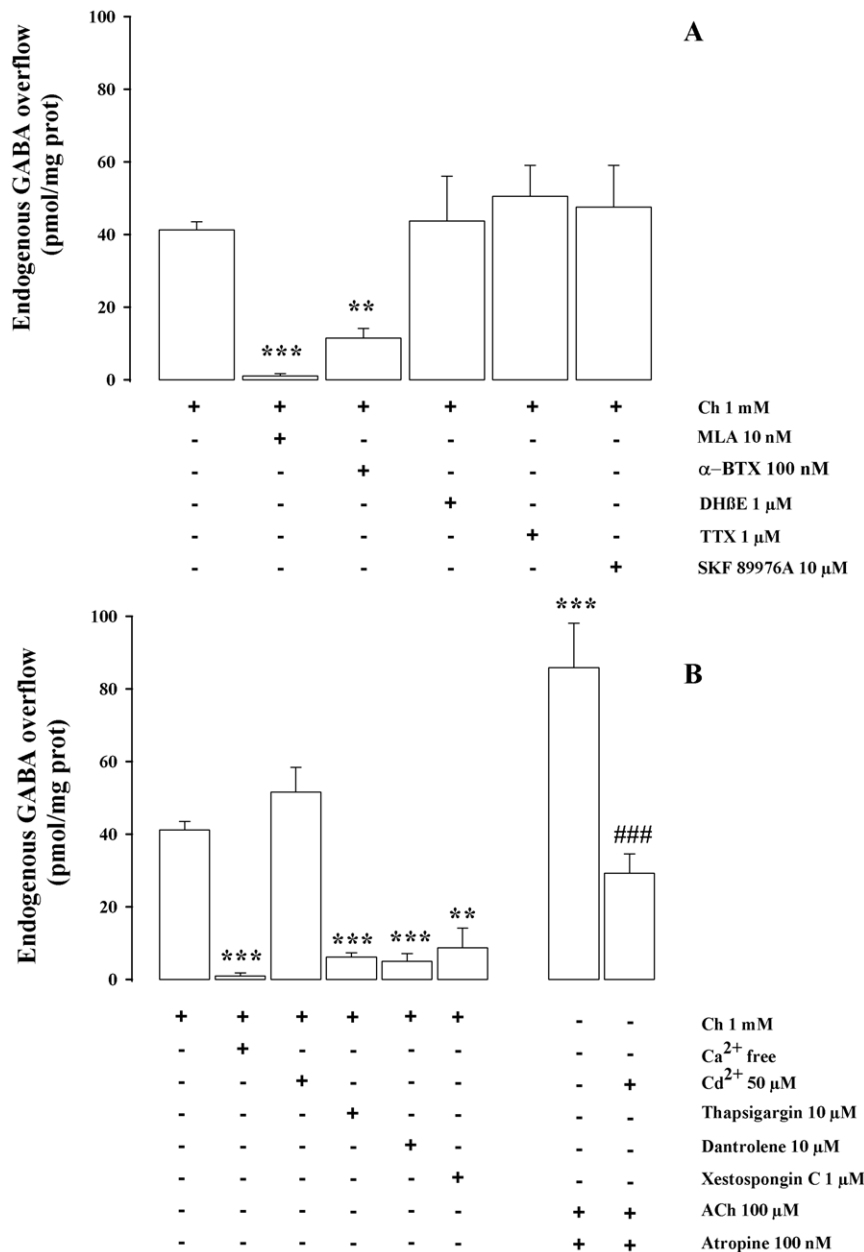 A
Endogenous GABA overflow
(pmol/mg prot)
100
80
60
40
20
0
***
**
+ + + + + + Ch 1 mM
- + - - - - MLA 10 nM
- - + - - - α−BTX 100 nM
- - - + - - DHßE 1 µM
- - - - + - TTX 1 µM
- - - - - + SKF 89976A 10 µM
B
Endogenous GABA overflow
(pmol/mg prot)
100
80
60
40
20
0
***
***
***
**
***
###
+ + + + + + - - Ch 1 mM
- + - - - - - - Ca2+ free
- - + - - - - + Cd2+ 50 µM
- - - + - - - - Thapsigargin 10 µM
- - - - + - - - Dantrolene 10 µM
- - - - - + - - Xestospongin C 1 µM
- - - - - - + + ACh 100 µM
- - - - - - + + Atropine 100 nM